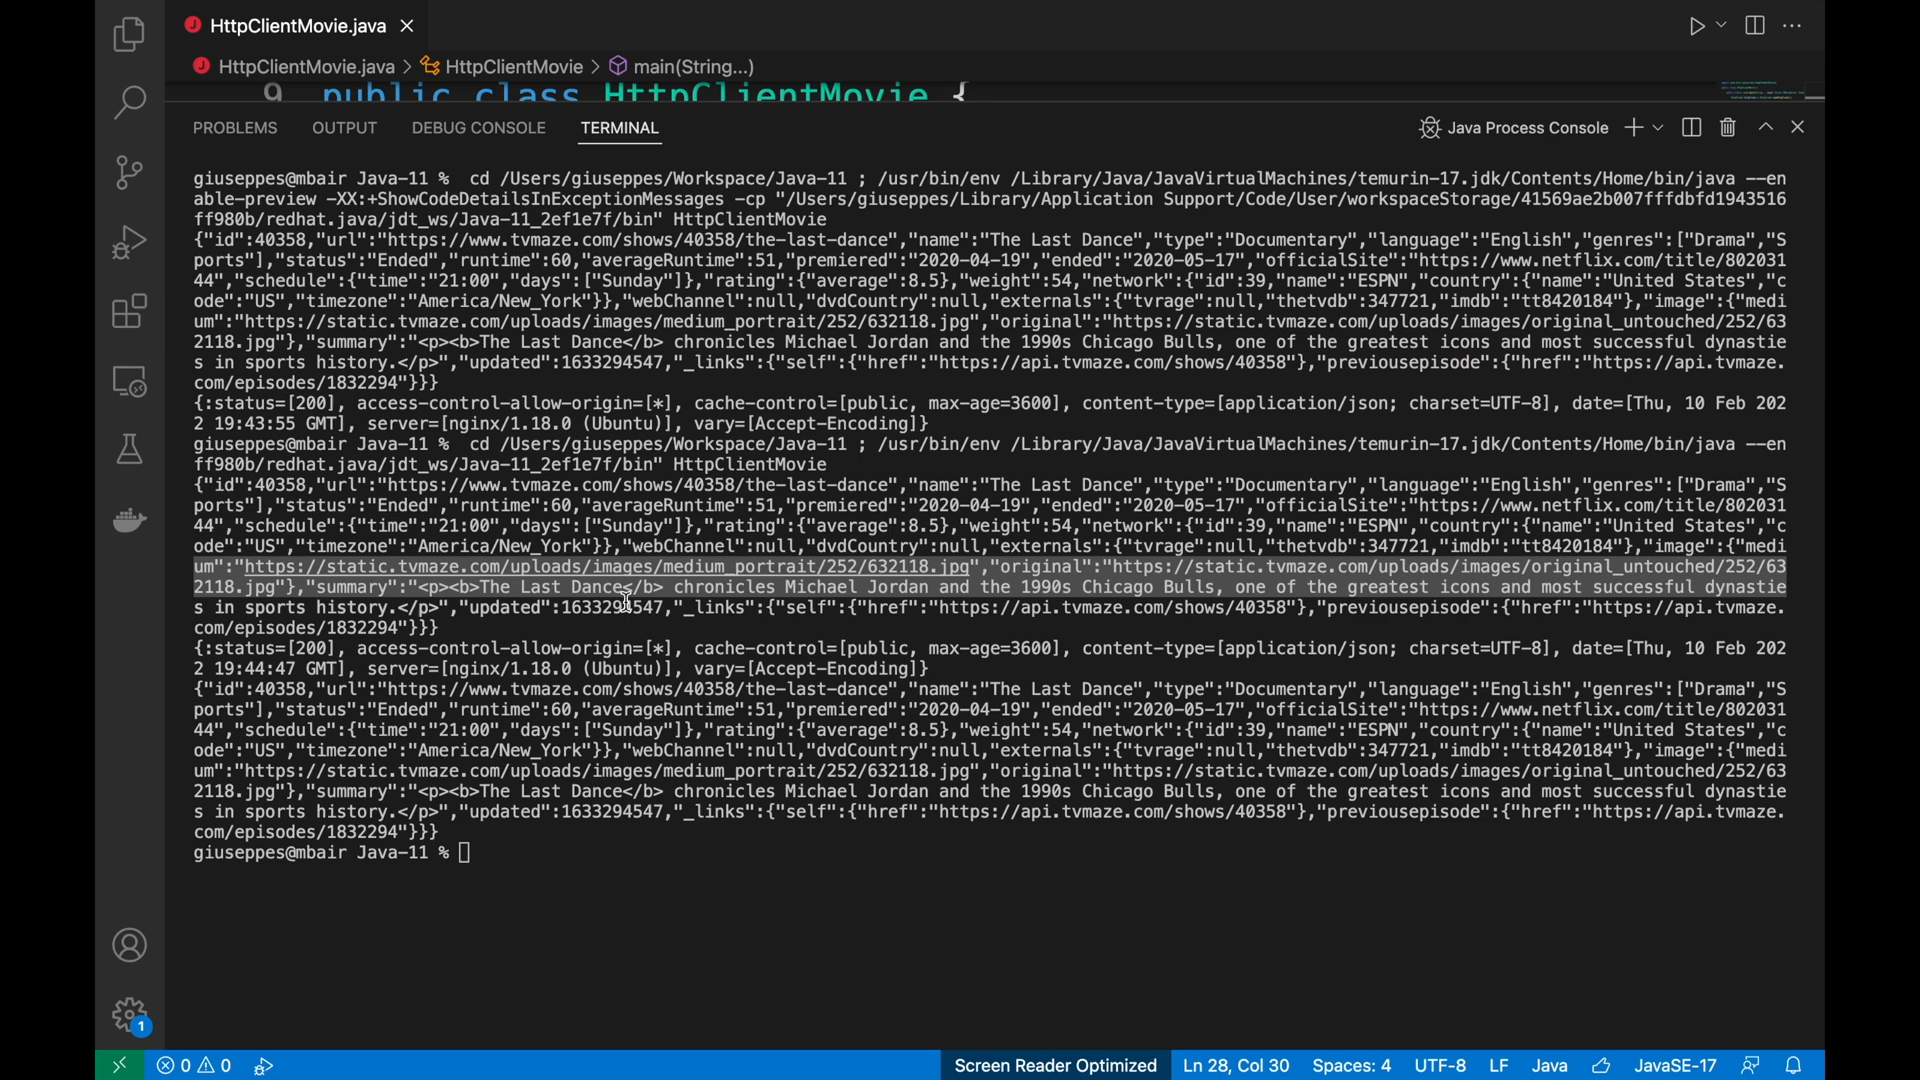 HttpClientMovie.java
HttpClientMovie.java > HttpClientMovie > main(String...)
9 public class HttpClientMovie {
PROBLEMS OUTPUT DEBUG CONSOLE TERMINAL Java Process Console
giuseppes@mbair Java-11 % cd /Users/giuseppes/Workspace/Java-11 ; /usr/bin/env /Library/Java/JavaVirtualMachines/temurin-17.jdk/Contents/Home/bin/java --en
able-preview -XX:+ShowCodeDetailsInExceptionMessages -cp "/Users/giuseppes/Library/Application Support/Code/User/workspaceStorage/41569ae2b007fffdbfd1943516
ff980b/redhat.java/jdt_ws/Java-11_2ef1e7f/bin" HttpClientMovie
{"id":40358,"url":"https://www.tvmaze.com/shows/40358/the-last-dance","name":"The Last Dance","type":"Documentary","language":"English","genres":["Drama","S
ports"],"status":"Ended","runtime":60,"averageRuntime":51,"premiered":"2020-04-19","ended":"2020-05-17","officialSite":"https://www.netflix.com/title/802031
44","schedule":{"time":"21:00","days":["Sunday"]},"rating":{"average":8.5},"weight":54,"network":{"id":39,"name":"ESPN","country":{"name":"United States","c
ode":"US","timezone":"America/New_York"}},"webChannel":null,"dvdCountry":null,"externals":{"tvrage":null,"thetvdb":347721,"imdb":"tt8420184"},"image":{"medi
um":"https://static.tvmaze.com/uploads/images/medium_portrait/252/632118.jpg","original":"https://static.tvmaze.com/uploads/images/original_untouched/252/63
2118.jpg"},"summary":"<p><b>The Last Dance</b> chronicles Michael Jordan and the 1990s Chicago Bulls, one of the greatest icons and most successful dynastie
s in sports history.</p>","updated":1633294547,"_links":{"self":{"href":"https://api.tvmaze.com/shows/40358"},"previousepisode":{"href":"https://api.tvmaze.
com/episodes/1832294"}}}
{:status=[200], access-control-allow-origin=[*], cache-control=[public, max-age=3600], content-type=[application/json; charset=UTF-8], date=[Thu, 10 Feb 202
2 19:43:55 GMT], server=[nginx/1.18.0 (Ubuntu)], vary=[Accept-Encoding]}
giuseppes@mbair Java-11 % cd /Users/giuseppes/Workspace/Java-11 ; /usr/bin/env /Library/Java/JavaVirtualMachines/temurin-17.jdk/Contents/Home/bin/java --en
ff980b/redhat.java/jdt_ws/Java-11_2ef1e7f/bin" HttpClientMovie
{"id":40358,"url":"https://www.tvmaze.com/shows/40358/the-last-dance","name":"The Last Dance","type":"Documentary","language":"English","genres":["Drama","S
ports"],"status":"Ended","runtime":60,"averageRuntime":51,"premiered":"2020-04-19","ended":"2020-05-17","officialSite":"https://www.netflix.com/title/802031
44","schedule":{"time":"21:00","days":["Sunday"]},"rating":{"average":8.5},"weight":54,"network":{"id":39,"name":"ESPN","country":{"name":"United States","c
ode":"US","timezone":"America/New_York"}},"webChannel":null,"dvdCountry":null,"externals":{"tvrage":null,"thetvdb":347721,"imdb":"tt8420184"},"image":{"medi
um":"https://static.tvmaze.com/uploads/images/medium_portrait/252/632118.jpg","original":"https://static.tvmaze.com/uploads/images/original_untouched/252/63
2118.jpg"},"summary":"<p><b>The Last Dance</b> chronicles Michael Jordan and the 1990s Chicago Bulls, one of the greatest icons and most successful dynastie
s in sports history.</p>","updated":1633294547,"_links":{"self":{"href":"https://api.tvmaze.com/shows/40358"},"previousepisode":{"href":"https://api.tvmaze.
com/episodes/1832294"}}}
{:status=[200], access-control-allow-origin=[*], cache-control=[public, max-age=3600], content-type=[application/json; charset=UTF-8], date=[Thu, 10 Feb 202
2 19:44:47 GMT], server=[nginx/1.18.0 (Ubuntu)], vary=[Accept-Encoding]}
{"id":40358,"url":"https://www.tvmaze.com/shows/40358/the-last-dance","name":"The Last Dance","type":"Documentary","language":"English","genres":["Drama","S
ports"],"status":"Ended","runtime":60,"averageRuntime":51,"premiered":"2020-04-19","ended":"2020-05-17","officialSite":"https://www.netflix.com/title/802031
44","schedule":{"time":"21:00","days":["Sunday"]},"rating":{"average":8.5},"weight":54,"network":{"id":39,"name":"ESPN","country":{"name":"United States","c
ode":"US","timezone":"America/New_York"}},"webChannel":null,"dvdCountry":null,"externals":{"tvrage":null,"thetvdb":347721,"imdb":"tt8420184"},"image":{"medi
um":"https://static.tvmaze.com/uploads/images/medium_portrait/252/632118.jpg","original":"https://static.tvmaze.com/uploads/images/original_untouched/252/63
2118.jpg"},"summary":"<p><b>The Last Dance</b> chronicles Michael Jordan and the 1990s Chicago Bulls, one of the greatest icons and most successful dynastie
s in sports history.</p>","updated":1633294547,"_links":{"self":{"href":"https://api.tvmaze.com/shows/40358"},"previousepisode":{"href":"https://api.tvmaze.
com/episodes/1832294"}}}
giuseppes@mbair Java-11 %
1
0 0 Screen Reader Optimized Ln 28, Col 30 Spaces: 4 UTF-8 LF Java JavaSE-17